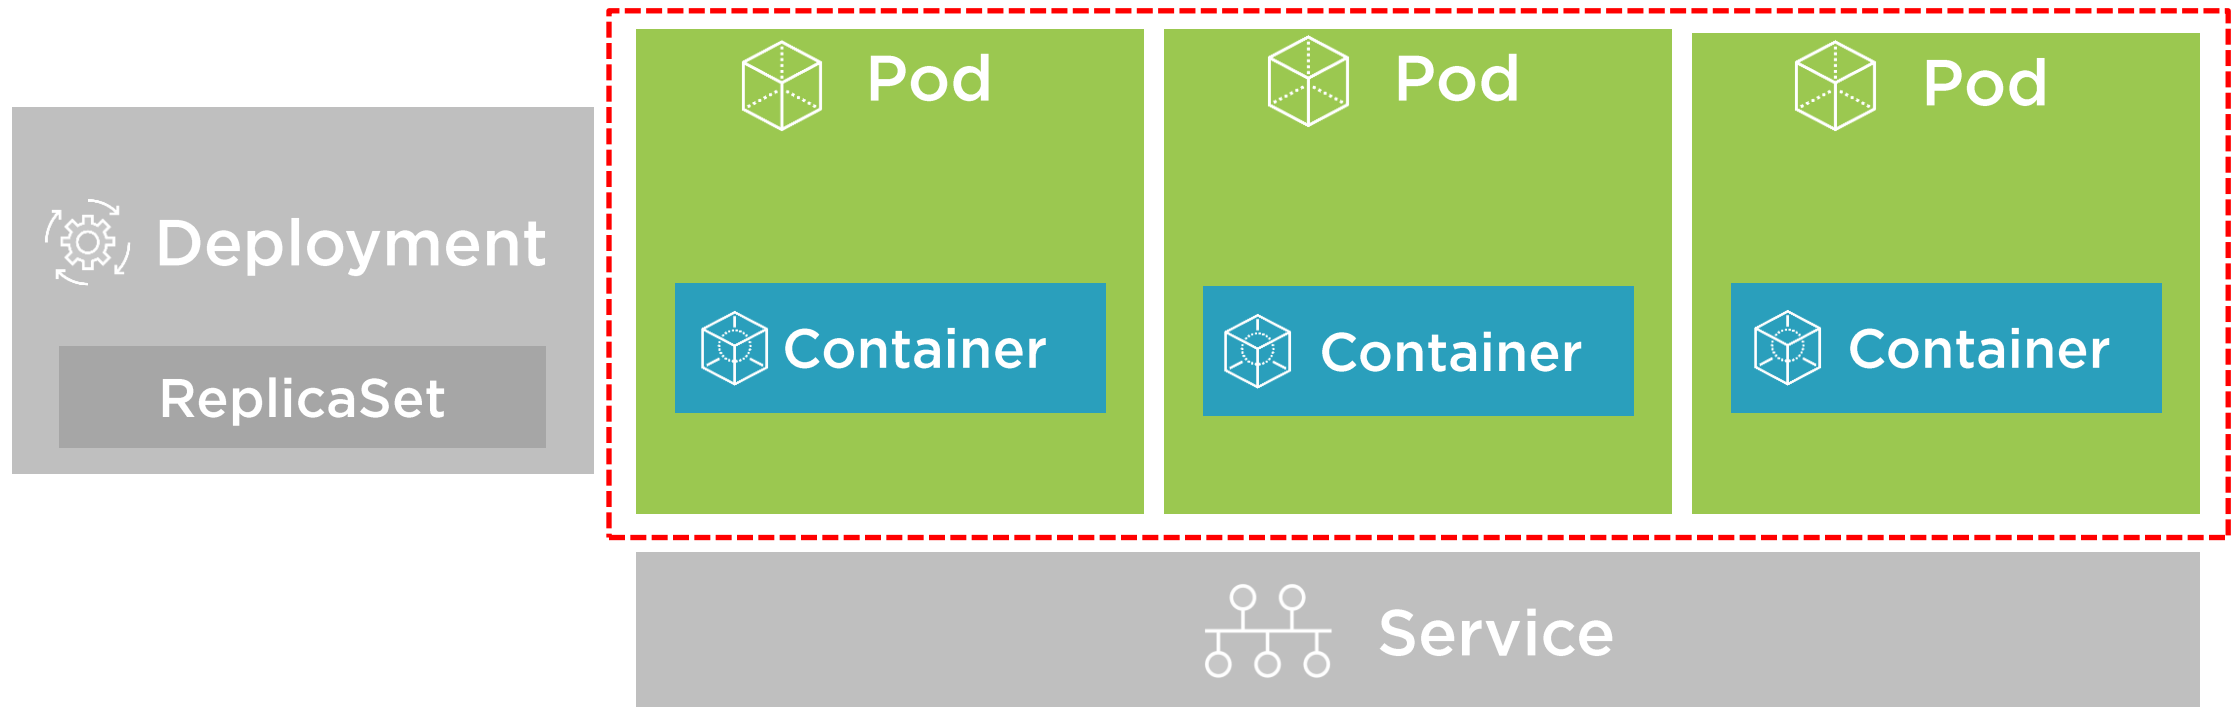 Deployment
ReplicaSet
Pod
Container
Pod
Container
Pod
Container
Service